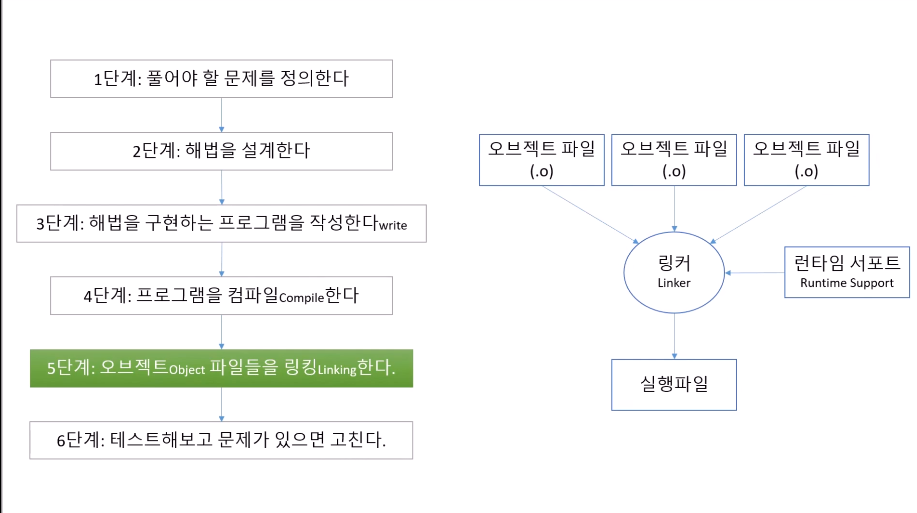 1단계: 풀어야 할 문제를 정의한다
2단계: 해법을 설계한다
3단계: 해법을 구현하는 프로그램을 작성한다write
4단계: 프로그램을 컴파일Compile한다
5단계: 오브젝트Object 파일들을 링킹Linking한다.
6단계: 테스트해보고 문제가 있으면 고친다.
오브젝트 파일
(.o)
오브젝트 파일
(.o)
오브젝트 파일
(.o)
링커
Linker
런타임 서포트
Runtime Support
실행파일